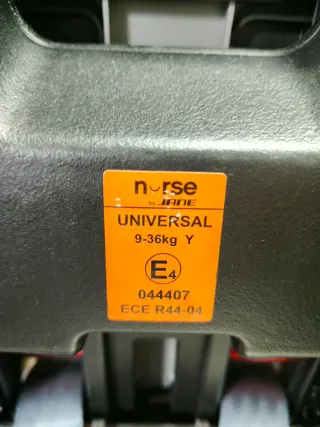 nurse
by JANE
UNIVERSAL
9-36kg Y
E4
044407
ECE R44-04